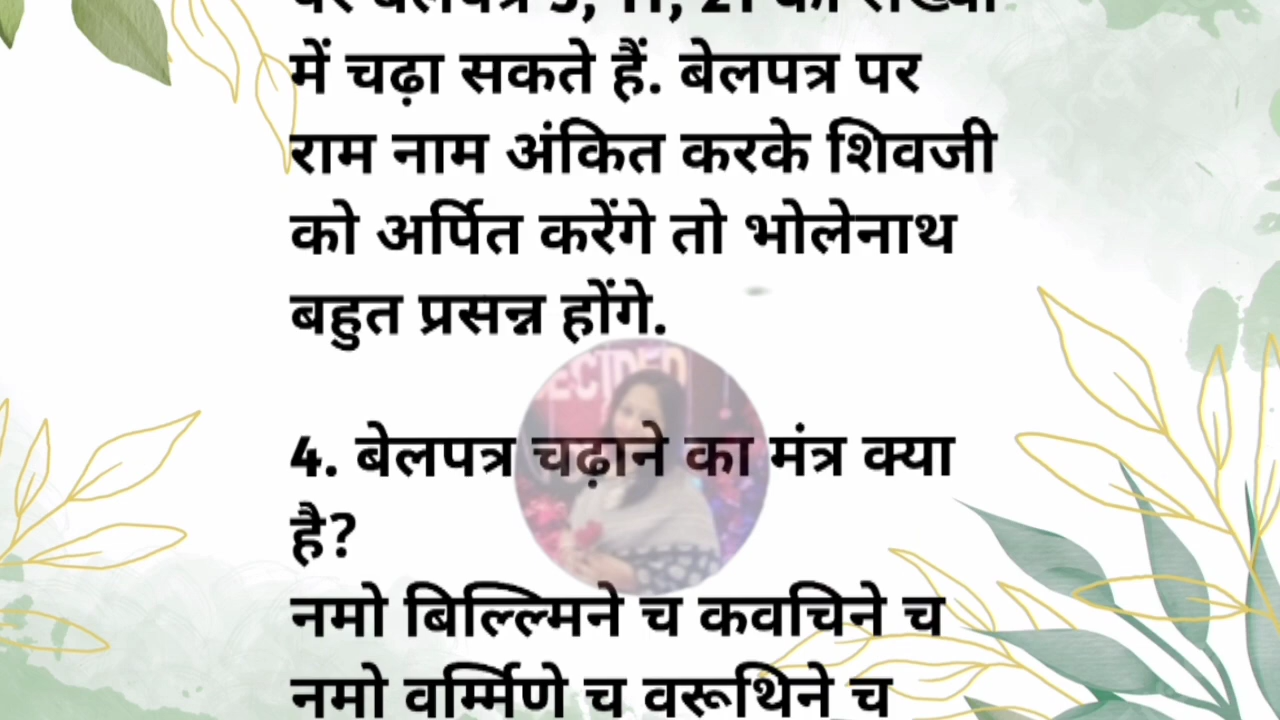 में चढ़ा सकते हैं. बेलपत्र पर
राम नाम अंकित करके शिवजी
को अर्पित करेंगे तो भोलेनाथ
बहुत प्रसन्न होंगे.
4. बेलपत्र चढ़ाने का मंत्र क्या
है?
नमो बिल्ल्मिने च कवचिने च
नमो वर्म्मिणे च वरूथिने च